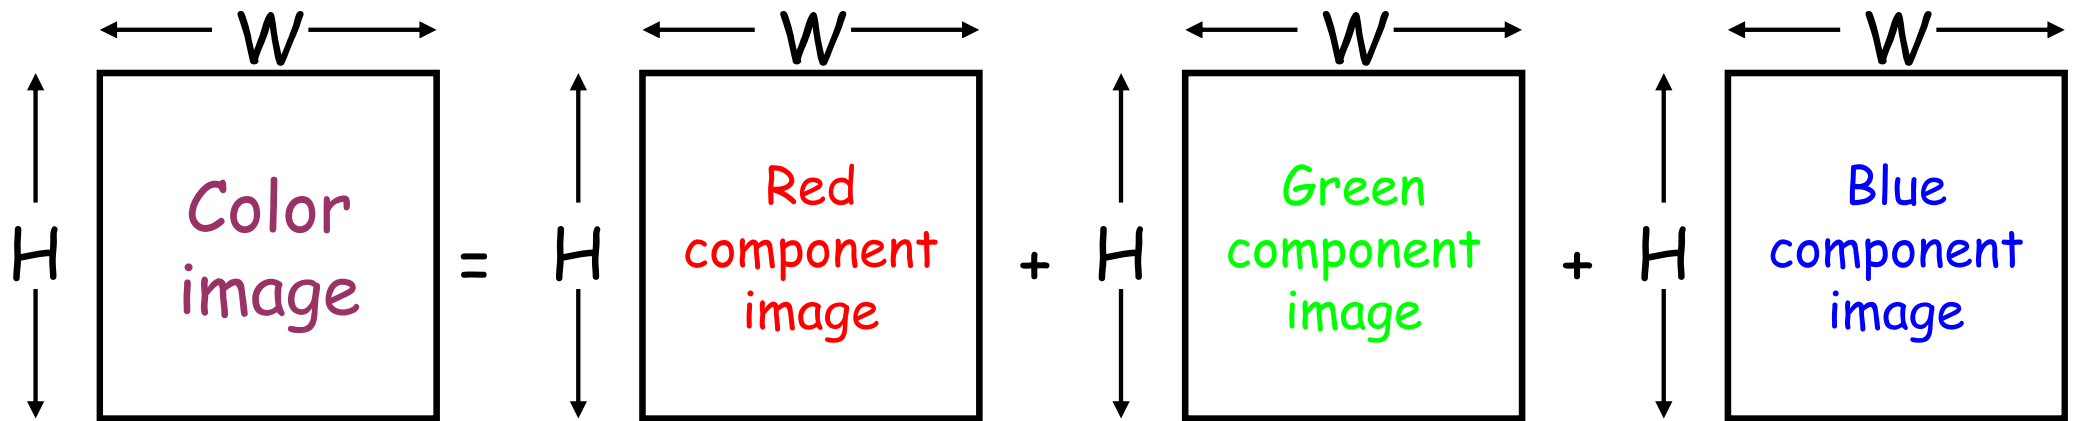 W W W W
H Color image = H Red component image + H Green component image + H Blue component image